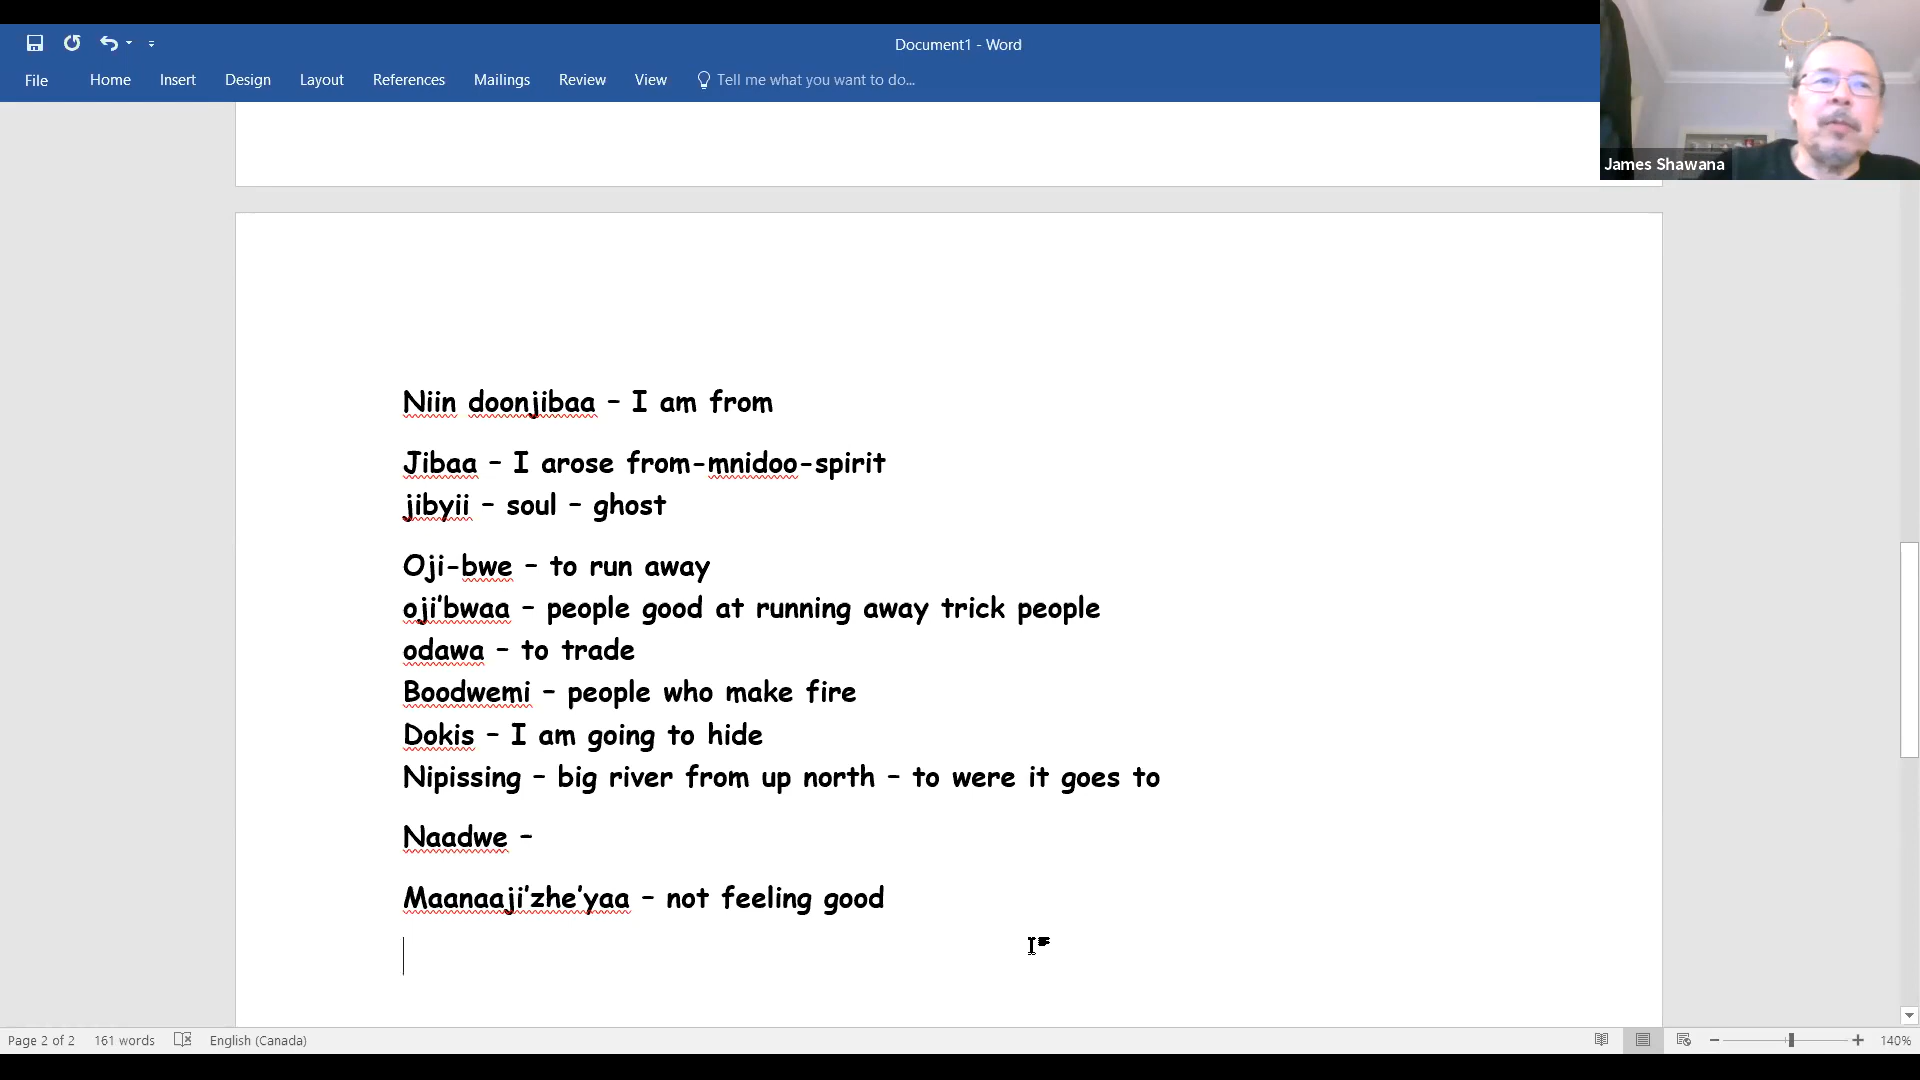 Document1 - Word
File Home Insert Design Layout References Mailings Review View Tell me what you want to do...
James Shawana
Niin doonjibaa – I am from
Jibaa – I arose from-mnidoo-spirit
jibyii – soul – ghost
Oji-bwe – to run away
oji’bwaa – people good at running away trick people
odawa – to trade
Boodwemi – people who make fire
Dokis – I am going to hide
Nipissing – big river from up north – to were it goes to
Naadwe –
Maanaaji’zhe’yaa – not feeling good
Page 2 of 2 161 words English (Canada) 140%